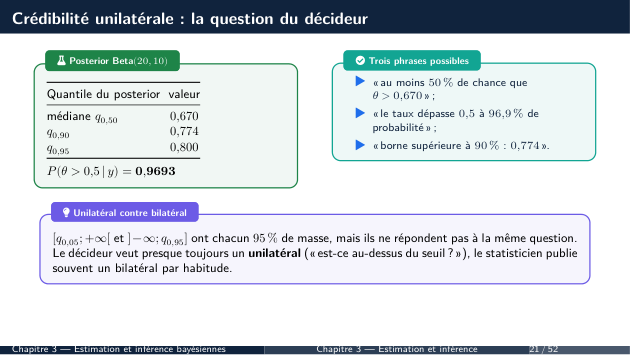 Crédibilité unilatérale : la question du décideur
Posterior Beta(20, 10)
Quantile du posterior valeur
médiane q0,50 0,670
q0,90 0,774
q0,95 0,800
P(θ > 0,5 | y) = 0,9693
Trois phrases possibles
« au moins 50 % de chance que
θ > 0,670 » ;
« le taux dépasse 0,5 à 96,9 % de
probabilité » ;
« borne supérieure à 90 % : 0,774 ».
Unilatéral contre bilatéral
[q0,05; +∞[ et ]−∞; q0,95] ont chacun 95 % de masse, mais ils ne répondent pas à la même question.
Le décideur veut presque toujours un unilatéral (« est-ce au-dessus du seuil ? »), le statisticien publie
souvent un bilatéral par habitude.
Chapitre 3 — Estimation et inférence bayésiennes Chapitre 3 — Estimation et inférence 21 / 52